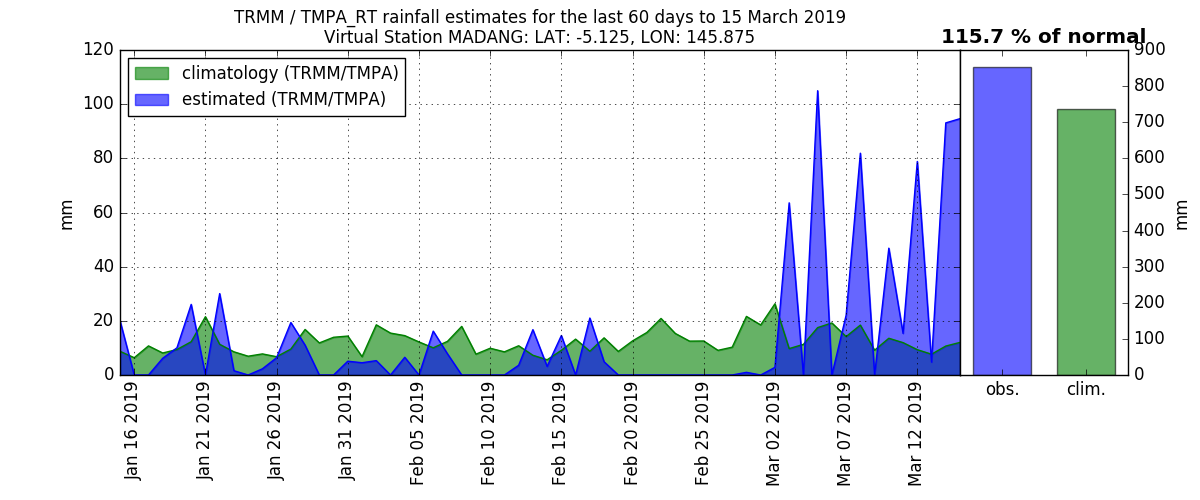 TRMM / TMPA_RT rainfall estimates for the last 60 days to 15 March 2019
Virtual Station MADANG: LAT: -5.125, LON: 145.875
115.7 % of normal
climatology (TRMM/TMPA)
estimated (TRMM/TMPA)
120
100
80
60
40
20
0
mm
900
800
700
600
500
400
300
200
100
0
mm
Jan 16 2019
Jan 21 2019
Jan 26 2019
Jan 31 2019
Feb 05 2019
Feb 10 2019
Feb 15 2019
Feb 20 2019
Feb 25 2019
Mar 02 2019
Mar 07 2019
Mar 12 2019
obs.
clim.